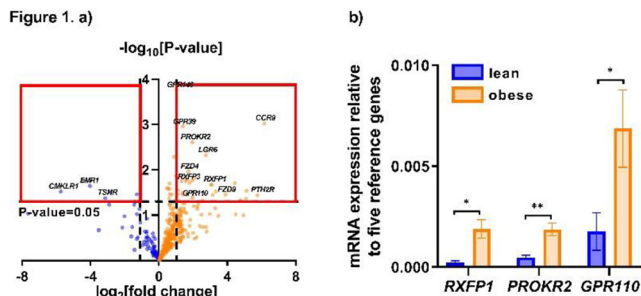 Figure 1. a)
-log10[P-value]
4
GPR140
GPR39
CCR9
3
PROKR2
LGR6
2
FZD4
RXFP3
RXFP1
EMR1
CMKLR1
GPR110
FZD9
PTH2R
TSHR
P-value=0.05
1
-8
-4
0
4
8
log2[fold change]
b)
mRNA expression relative
to five reference genes
0.010
0.005
0.000
lean
obese
*
**
*
RXFP1
PROKR2
GPR110